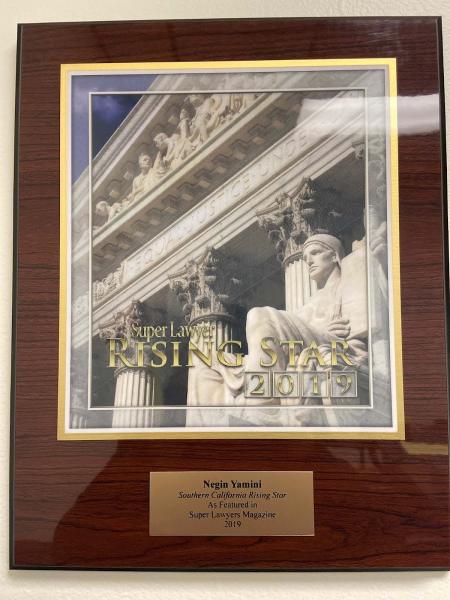 EQUAL·JUSTICE·UNDER
Super Lawyer
RISING STAR
2019
Negin Yamini
Southern California Rising Star
As Featured in
Super Lawyers Magazine
2019